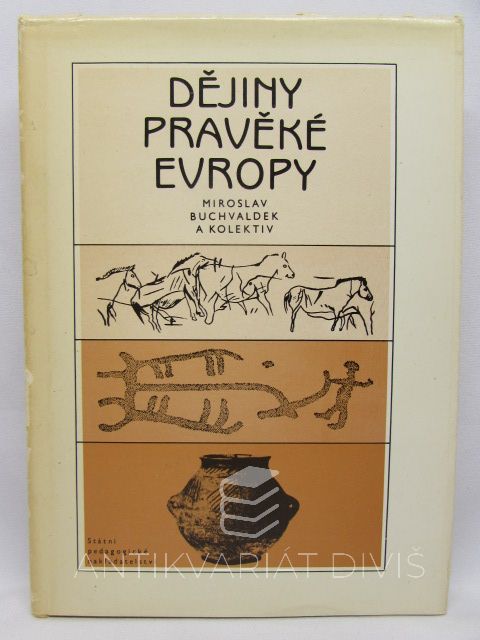 DĚJINY
PRAVĚKÉ
EVROPY
MIROSLAV
BUCHVALDEK
A KOLEKTIV
Státní
pedagogické
nakladatelství
ANTIKVARIÁT DIVIŠ